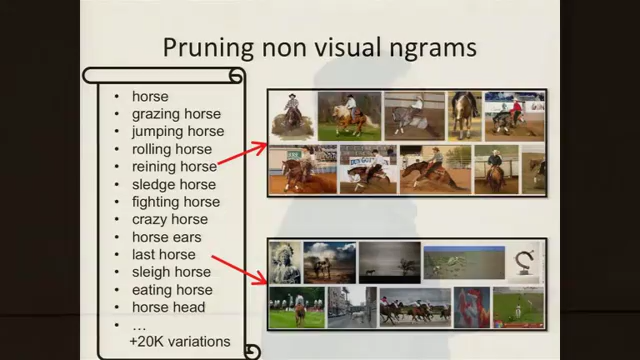 Pruning non visual ngrams
• horse
• grazing horse
• jumping horse
• rolling horse
• reining horse
• sledge horse
• fighting horse
• crazy horse
• horse ears
• last horse
• sleigh horse
• eating horse
• horse head
• ...
+20K variations